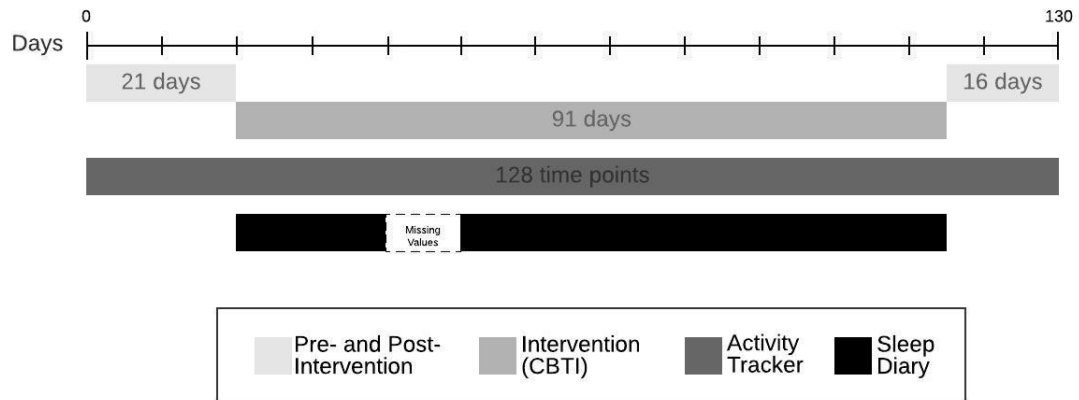 0
130
Days
21 days
16 days
91 days
128 time points
Missing
Values
Pre- and Post-
Intervention
Intervention
(CBTI)
Activity
Tracker
Sleep
Diary